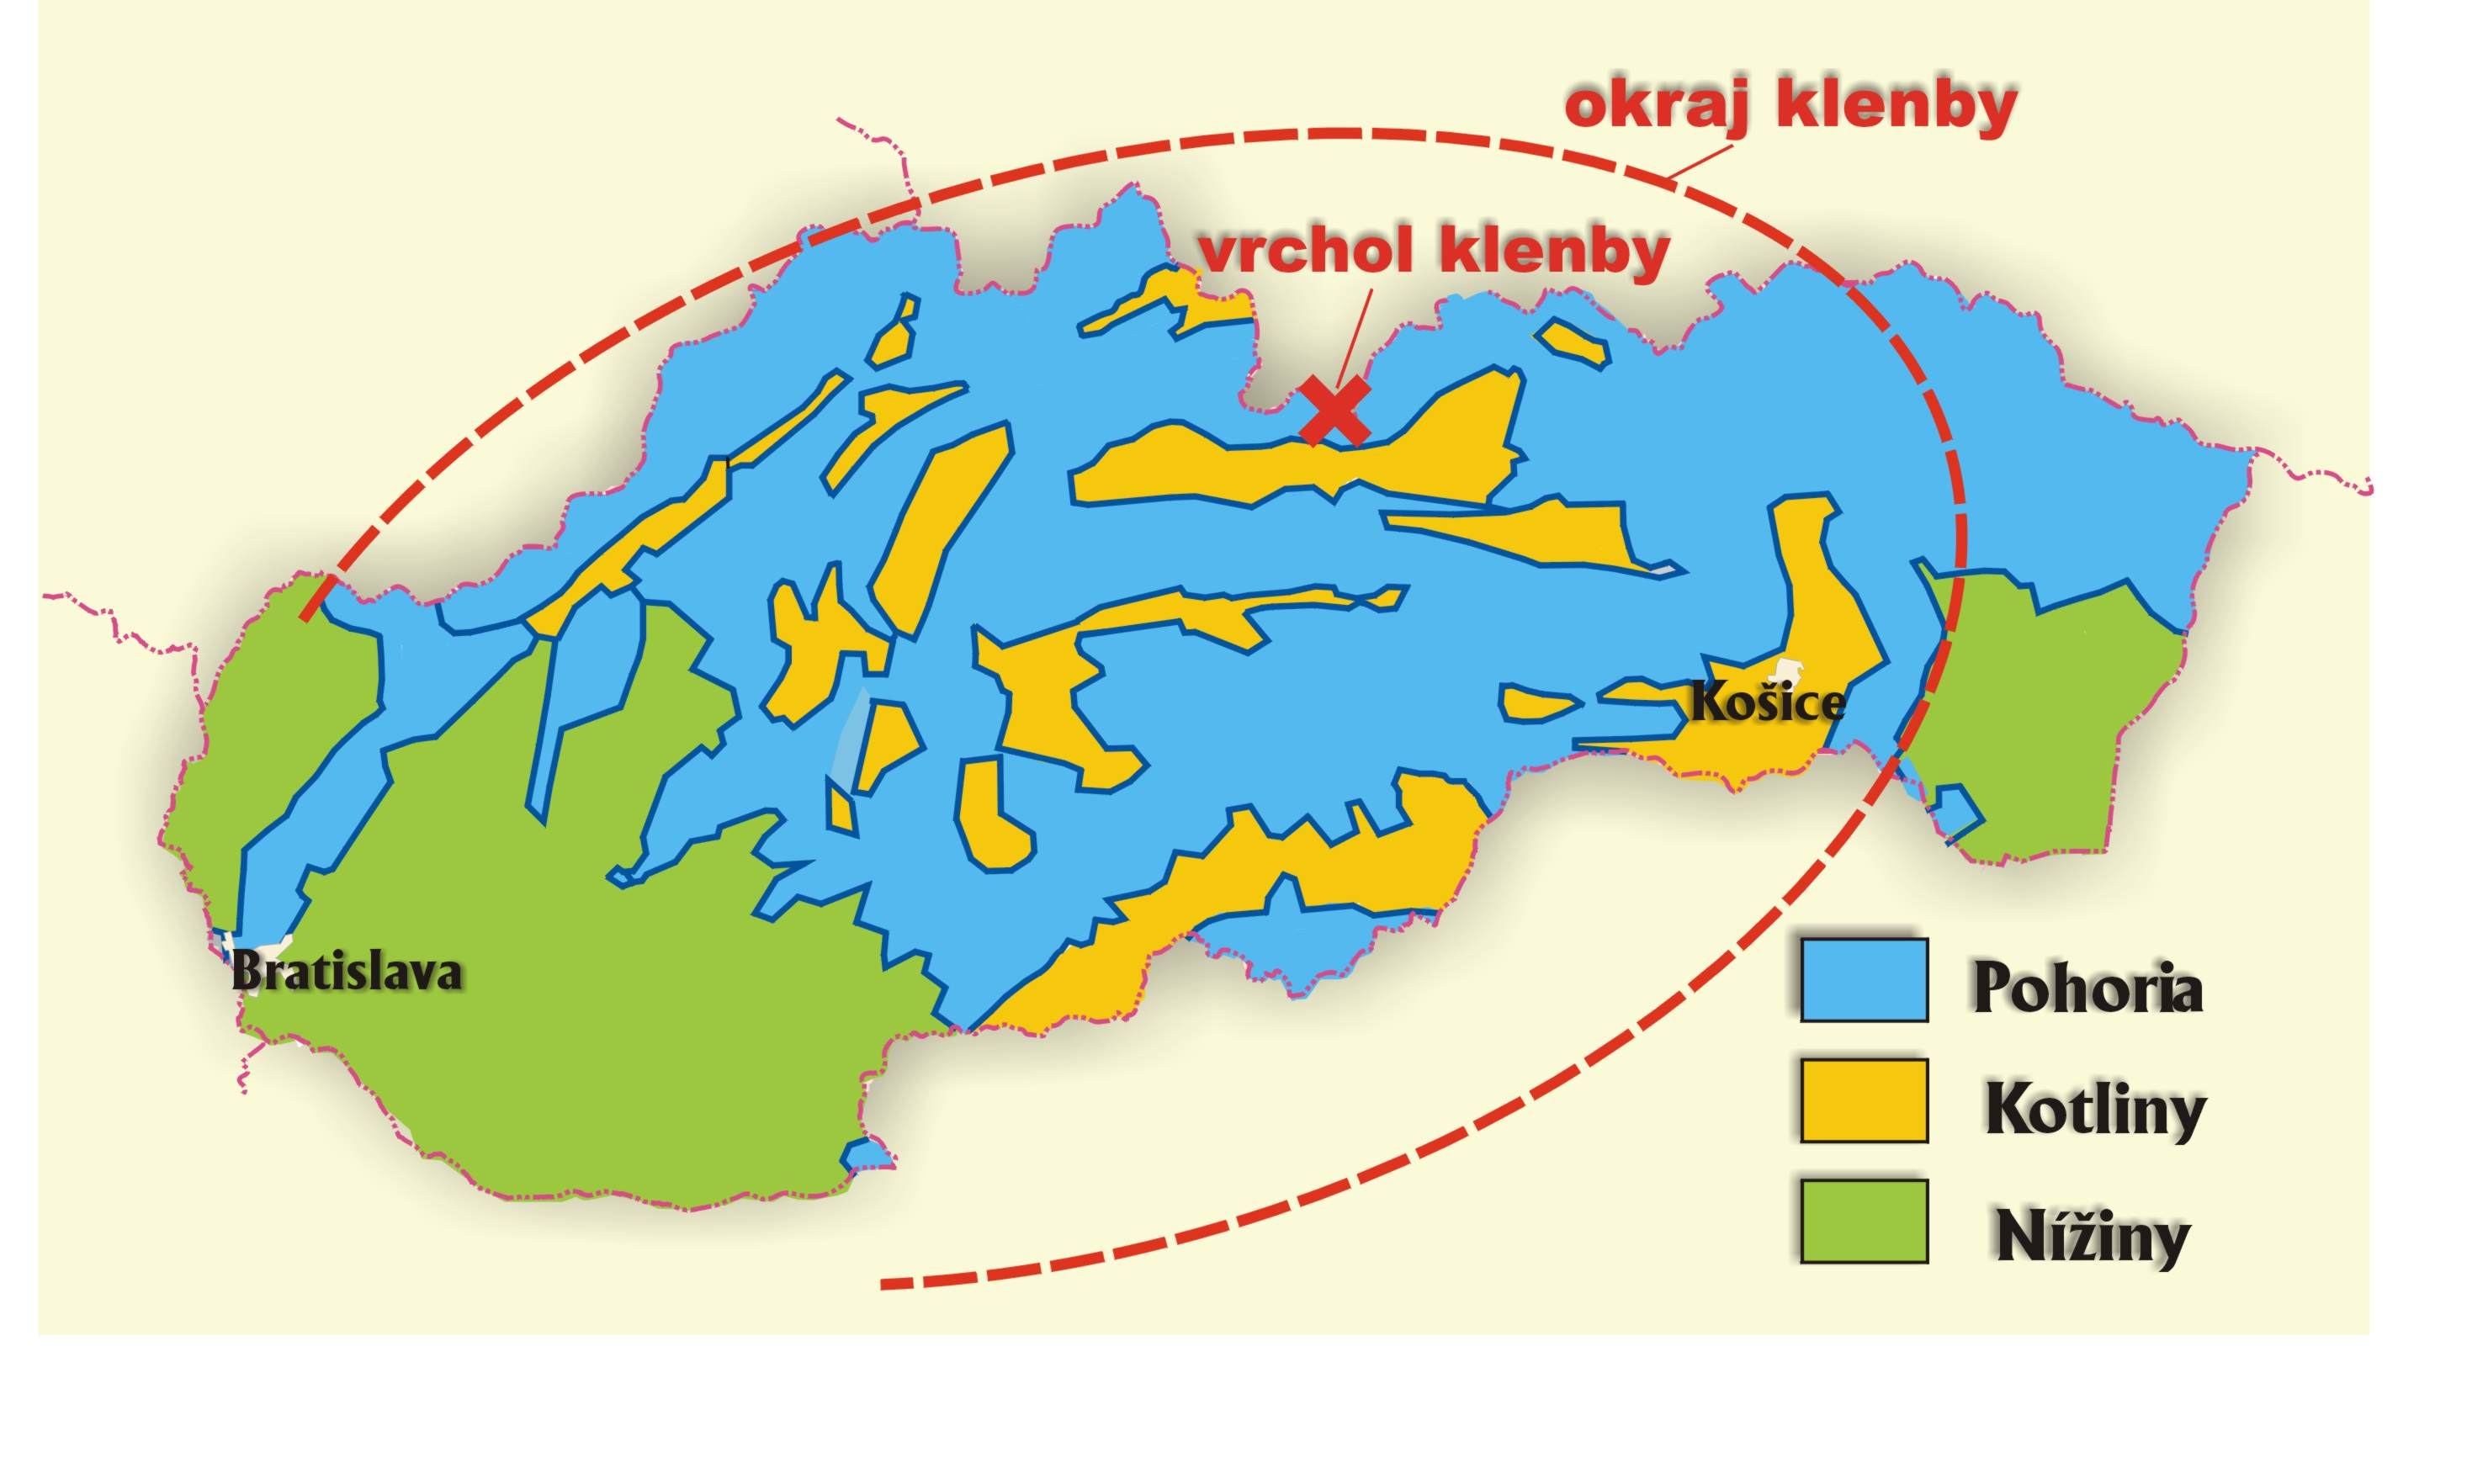 okraj klenby
vrchol klenby
Košice
Bratislava
Pohoria
Kotliny
Nížiny